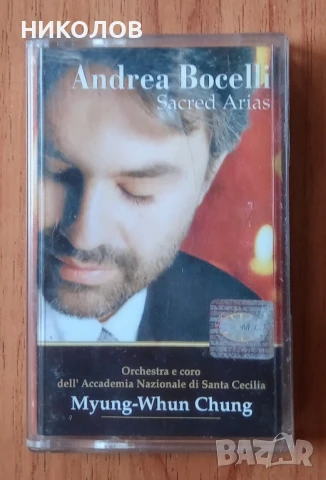 НИКОЛОВ
Andrea Bocelli
Sacred Arias
Orchestra e coro
dell' Accademia Nazionale di Santa Cecilia
Myung-Whun Chung
bazar